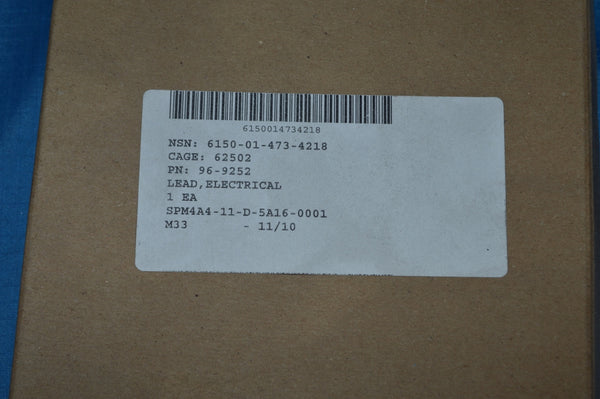 6150014734218
NSN: 6150-01-473-4218
CAGE: 62502
PN: 96-9252
LEAD,ELECTRICAL
1 EA
SPM4A4-11-D-5A16-0001
M33 - 11/10